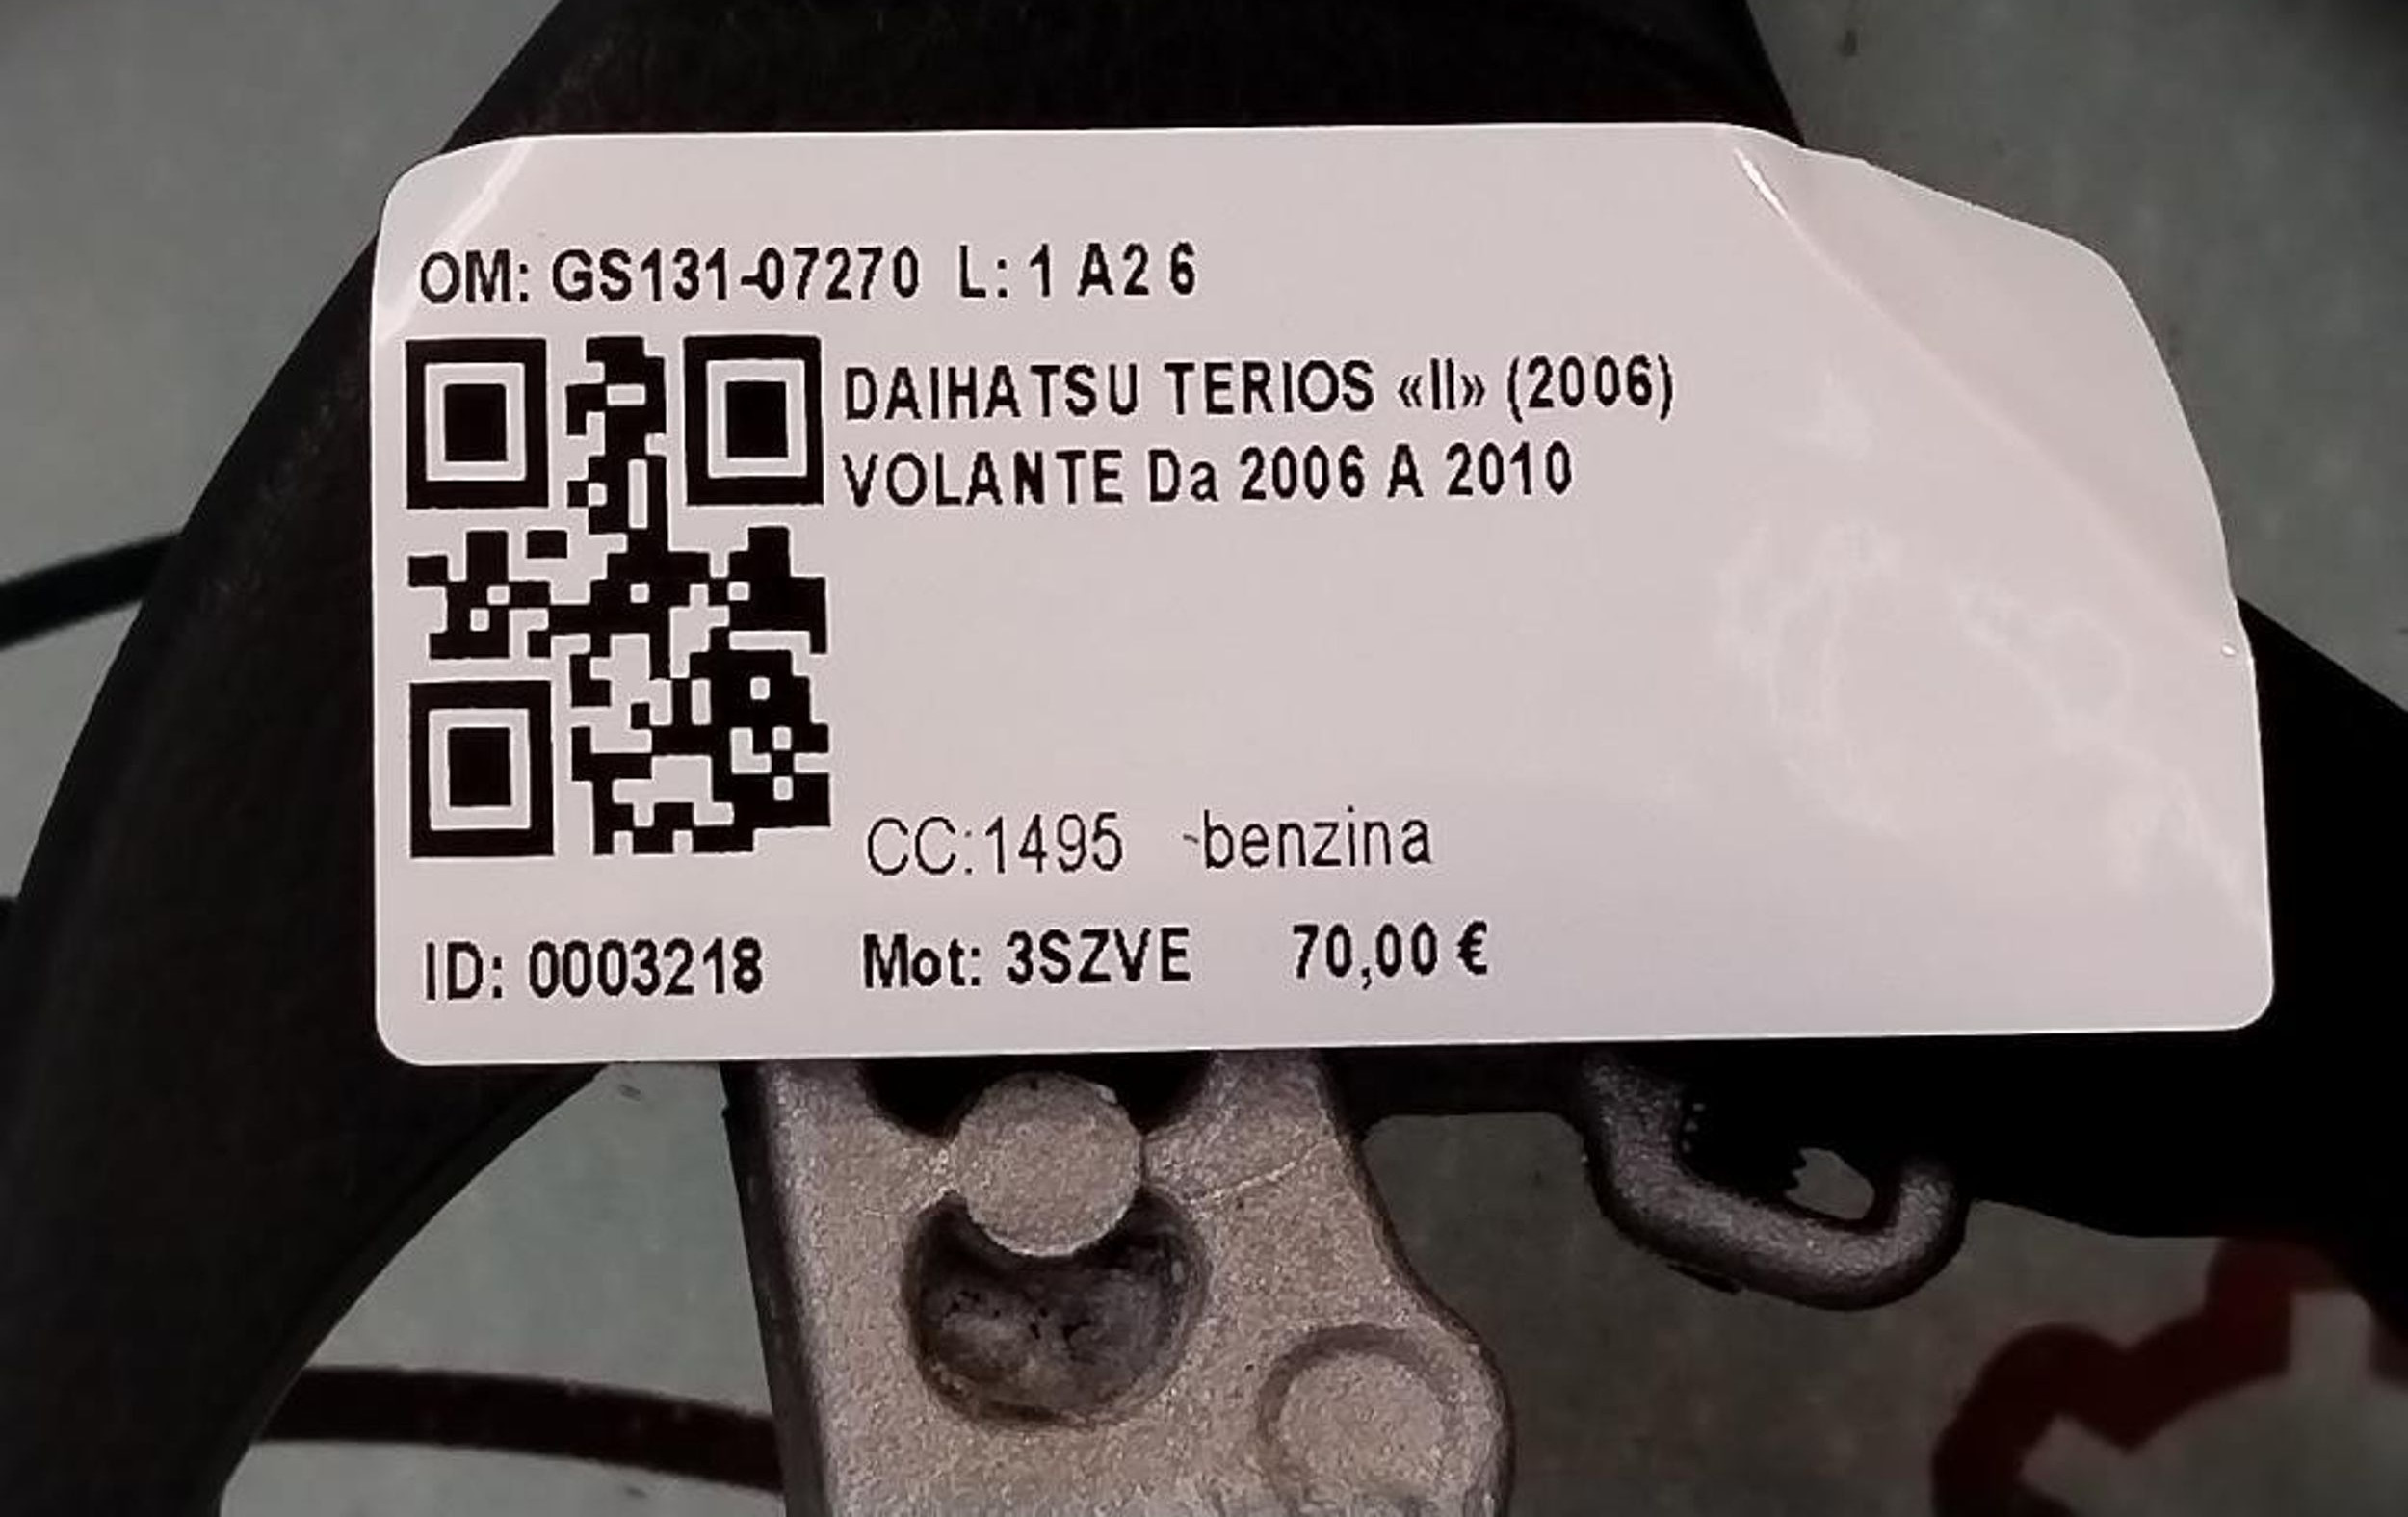 OM: GS131-07270 L: 1 A2 6
DAIHATSU TERIOS «II» (2006)
VOLANTE Da 2006 A 2010
CC:1495 -benzina
ID: 0003218 Mot: 3SZVE 70,00 €